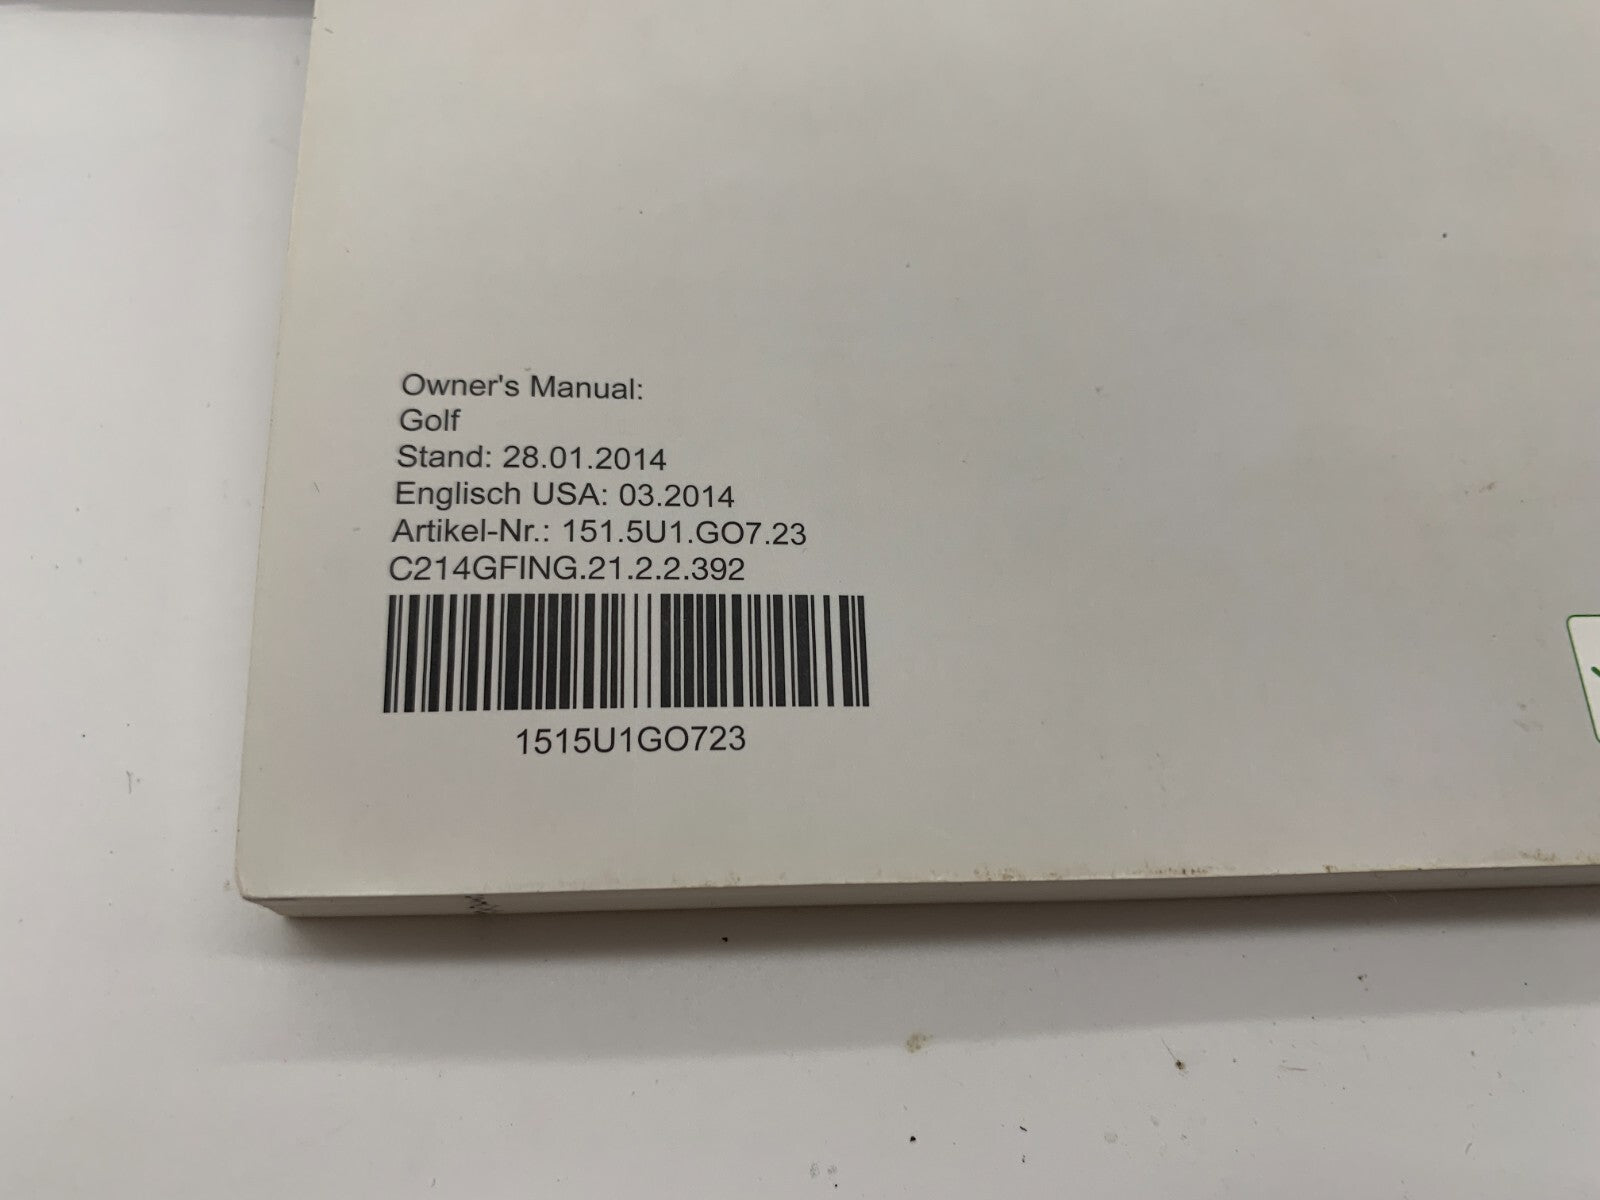 Owner's Manual:
Golf
Stand: 28.01.2014
Englisch USA: 03.2014
Artikel-Nr.: 151.5U1.GO7.23
C214GFING.21.2.2.392
1515U1GO723